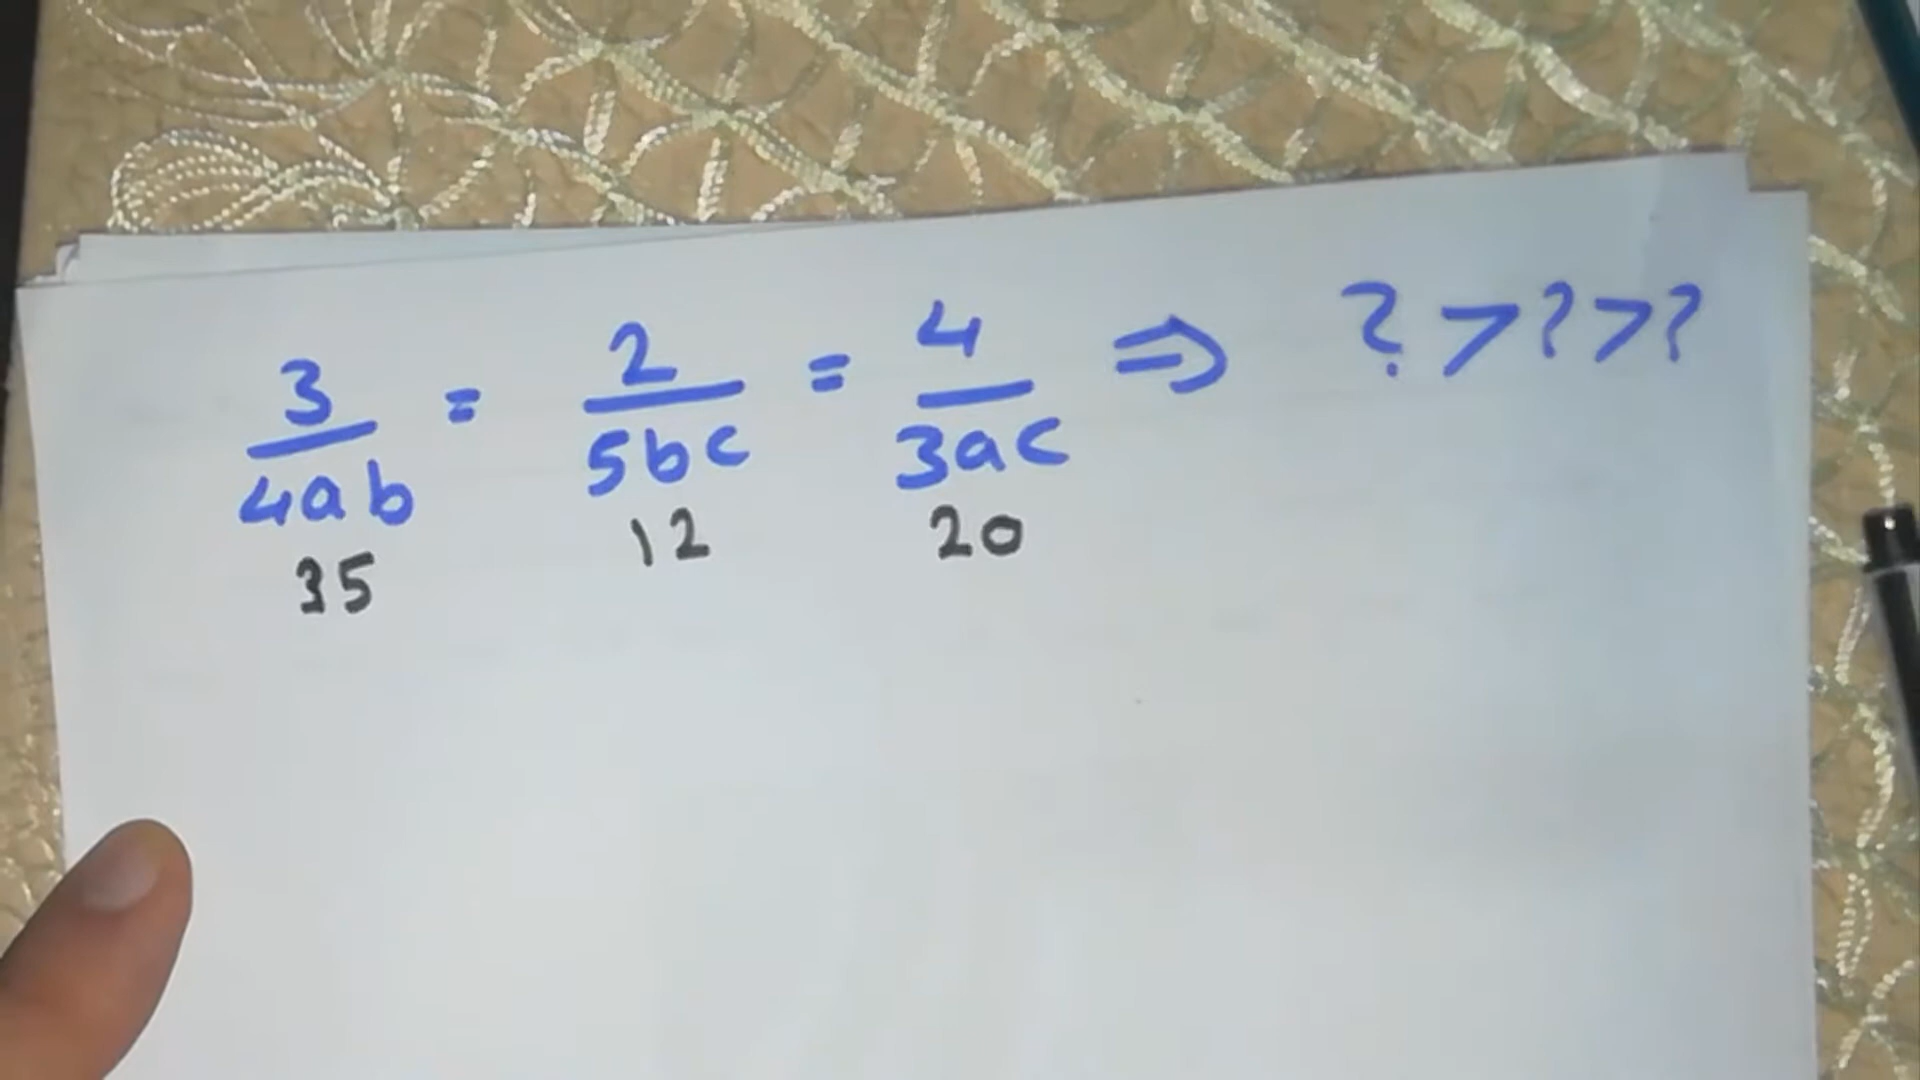 3/4ab = 2/5bc = 4/3ac ⇒ ? > ? > ?
35 12 20